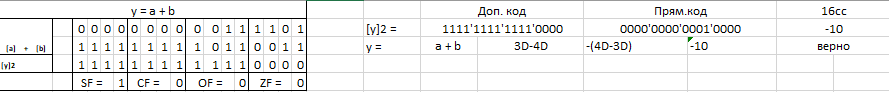 y = a + b Доп. код Прям.код 16сс
0 0 0 0 0 0 0 0 0 0 1 1 1 1 0 1 [y]2 = 1111'1111'1111'0000 0000'0000'0001'0000 -10
[a] + [b] 1 1 1 1 1 1 1 1 1 0 1 1 0 0 1 1 y = a + b 3D-4D -(4D-3D) -10 верно
[y]2 1 1 1 1 1 1 1 1 1 1 1 1 0 0 0 0
SF = 1 CF = 0 OF = 0 ZF = 0